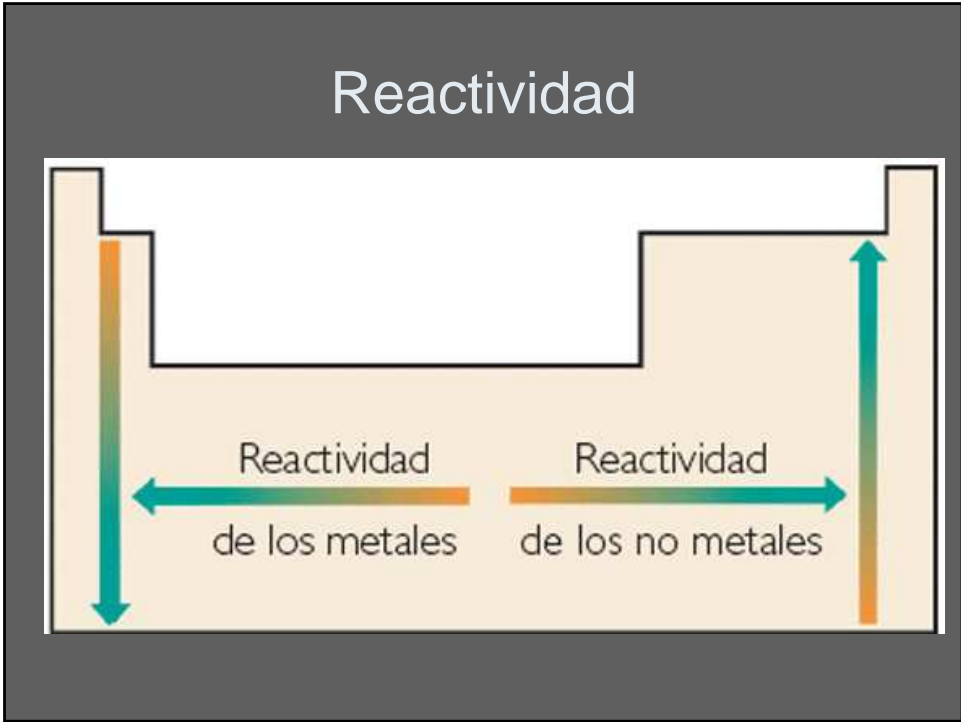 Reactividad
Reactividad
de los metales
Reactividad
de los no metales